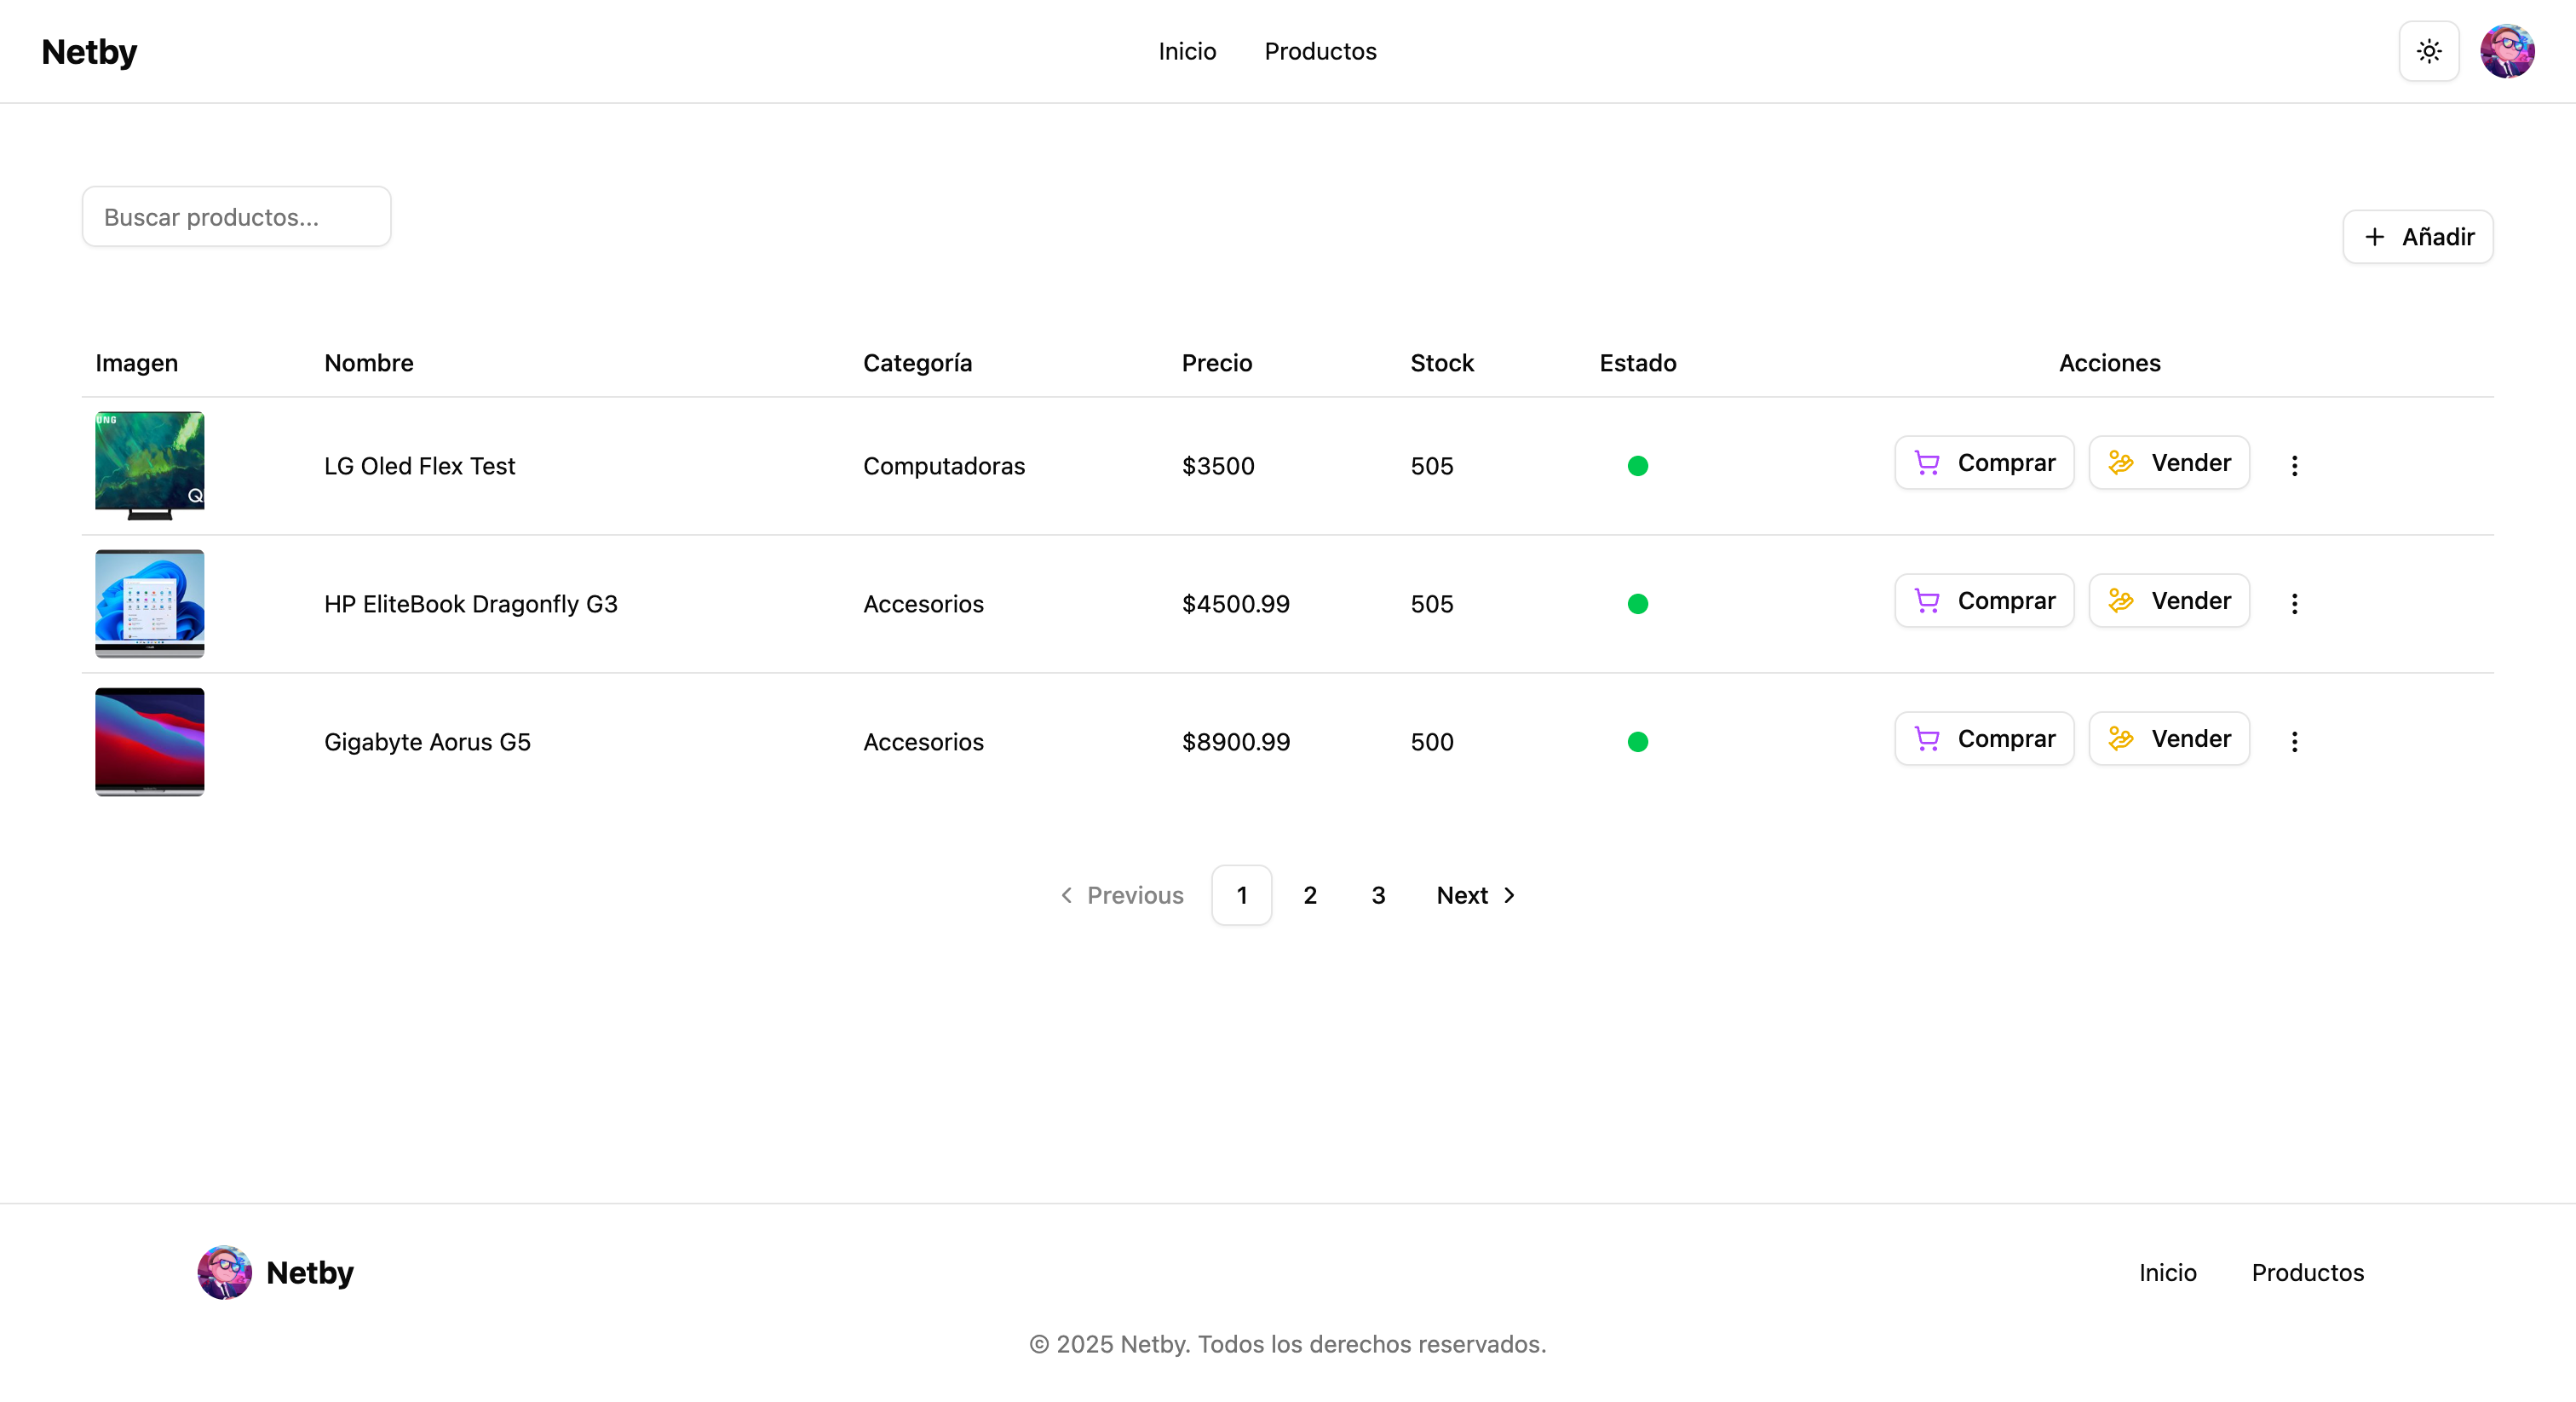 Netby
Inicio Productos
Buscar productos...
+ Añadir
Imagen Nombre Categoría Precio Stock Estado Acciones
UNG
Q
LG Oled Flex Test Computadoras $3500 505 Comprar Vender
HP EliteBook Dragonfly G3 Accesorios $4500.99 505 Comprar Vender
Gigabyte Aorus G5 Accesorios $8900.99 500 Comprar Vender
Previous 1 2 3 Next
Netby
Inicio Productos
© 2025 Netby. Todos los derechos reservados.